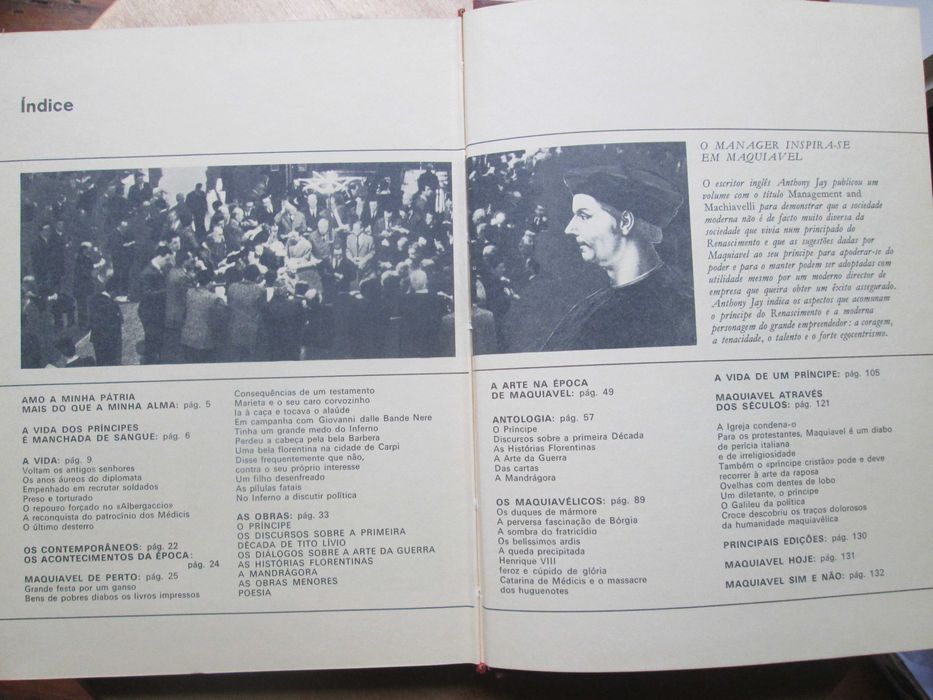 Índice
O MANAGER INSPIRA-SE
EM MAQUIAVEL
O escritor inglês Anthony Jay publicou um
volume com o título Management and
Machiavelli para demonstrar que a sociedade
moderna não é de facto muito diversa da
sociedade que vivia num principado do
Renascimento e que as sugestões dadas por
Maquiavel ao seu príncipe para apoderar-se do
poder e para o manter podem ser adoptadas com
utilidade mesmo por um moderno director de
empresa que queira obter um êxito assegurado.
Anthony Jay indica os aspectos que acomunam
o príncipe do Renascimento e a moderna
personagem do grande empreendedor: a coragem,
a tenacidade, o talento e o forte egocentrismo.
AMO A MINHA PÁTRIA
MAIS DO QUE A MINHA ALMA: pág. 5
A VIDA DOS PRÍNCIPES
É MANCHADA DE SANGUE: pág. 6
A VIDA: pág. 9
Voltam os antigos senhores
Os anos áureos do diplomata
Empenhado em recrutar soldados
Preso e torturado
O repouso forçado no «Albergaccio»
A reconquista do patrocínio dos Médicis
O último desterro
OS CONTEMPORÂNEOS: pág. 22
OS ACONTECIMENTOS DA ÉPOCA:
pág. 24
MAQUIAVEL DE PERTO: pág. 25
Grande festa por um ganso
Bens de pobres diabos os livros impressos
Consequências de um testamento
Marieta e o seu caro corvozinho
Ia à caça e tocava o alaúde
Em campanha com Giovanni dalle Bande Nere
Tinha um grande medo do Inferno
Perdeu a cabeça pela bela Barbera
Uma bela florentina na cidade de Carpi
Disse frequentemente que não,
contra o seu próprio interesse
Um filho desenfreado
As pílulas fatais
No Inferno a discutir política
AS OBRAS: pág. 33
O PRÍNCIPE
OS DISCURSOS SOBRE A PRIMEIRA
DÉCADA DE TITO LÍVIO
OS DIÁLOGOS SOBRE A ARTE DA GUERRA
AS HISTÓRIAS FLORENTINAS
A MANDRÁGORA
AS OBRAS MENORES
POESIA
A ARTE NA ÉPOCA
DE MAQUIAVEL: pág. 49
ANTOLOGIA: pág. 57
O Príncipe
Discursos sobre a primeira Década
As Histórias Florentinas
A Arte da Guerra
Das cartas
A Mandrágora
OS MAQUIAVÉLICOS: pág. 89
Os duques de mármore
A perversa fascinação de Bórgia
A sombra do fratricídio
Os belíssimos ardis
A queda precipitada
Henrique VIII
feroz e cúpido de glória
Catarina de Médicis e o massacre
dos huguenotes
A VIDA DE UM PRÍNCIPE: pág. 105
MAQUIAVEL ATRAVÉS
DOS SÉCULOS: pág. 121
A Igreja condena-o
Para os protestantes, Maquiavel é um diabo
de perícia italiana
e de irreligiosidade
Também o «príncipe cristão» pode e deve
recorrer à arte da raposa
Ovelhas com dentes de lobo
Um diletante, o príncipe
O Galileu da política
Croce descobriu os traços dolorosos
da humanidade maquiavélica
PRINCIPAIS EDIÇÕES: pág. 130
MAQUIAVEL HOJE: pág. 131
MAQUIAVEL SIM E NÃO: pág. 132